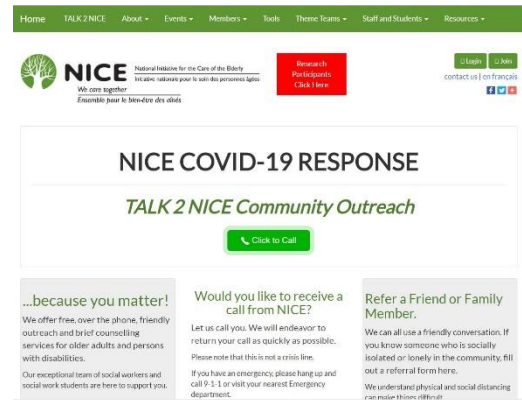 Home TALK 2 NICE About Events Members Tools Theme Teams Staff and Students Resources
NICE
National Initiative for the Care of the Elderly
Initiative nationale pour le soin des personnes âgées
We care together
Ensemble pour le bien-être des aînés
Research
Participants
Click Here
Login Join
contact us | en français
NICE COVID-19 RESPONSE
TALK 2 NICE Community Outreach
Click to Call
...because you matter!
We offer free, over the phone, friendly
outreach and brief counselling
services for older adults and persons
with disabilities.
Our exceptional team of social workers and
social work students are here to support you.
Would you like to receive a
call from NICE?
Let us call you. We will endeavor to
return your call as quickly as possible.
Please note that this is not a crisis line.
If you have an emergency, please hang up and
call 9-1-1 or visit your nearest Emergency
department.
Refer a Friend or Family
Member.
We can all use a friendly conversation. If
you know someone who is socially
isolated or lonely in the community, fill
out a referral form here.
We understand physical and social distancing
can make things difficult